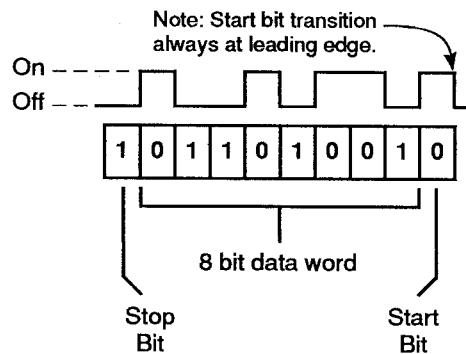 Note: Start bit transition
always at leading edge.
On
Off
1 0 1 1 0 1 0 0 1 0
8 bit data word
Stop
Bit
Start
Bit